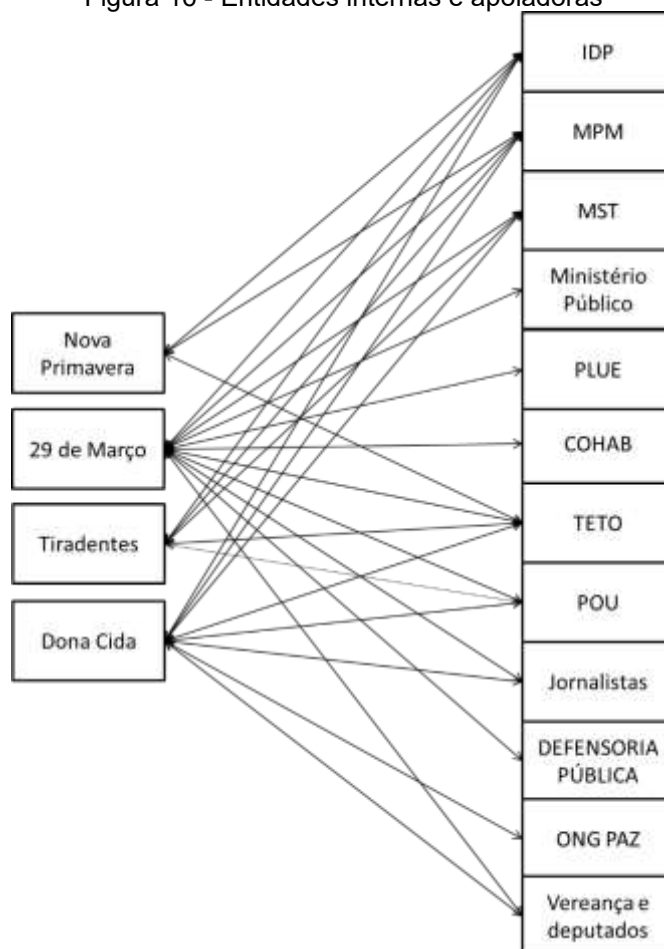 Figura 10 - Entidades internas e apoiadoras
IDP
MPM
MST
Ministério
Público
PLUE
COHAB
TETO
POU
Jornalistas
DEFENSORIA
PÚBLICA
ONG PAZ
Vereança e
deputados
Nova
Primavera
29 de Março
Tiradentes
Dona Cida